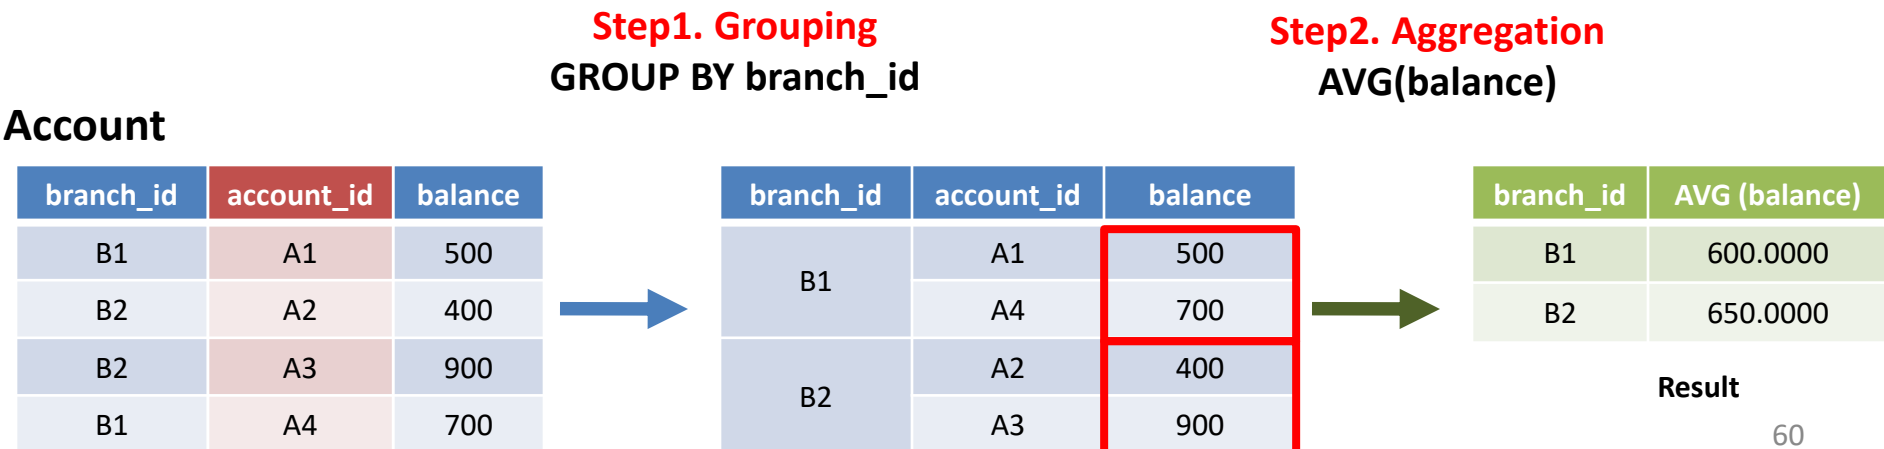 Step1. Grouping
GROUP BY branch_id
Step2. Aggregation
AVG(balance)
Account
branch_id account_id balance
B1 A1 500
B2 A2 400
B2 A3 900
B1 A4 700
branch_id account_id balance
B1
A1 500
A4 700
B2
A2 400
A3 900
branch_id AVG (balance)
B1 600.0000
B2 650.0000
Result
60